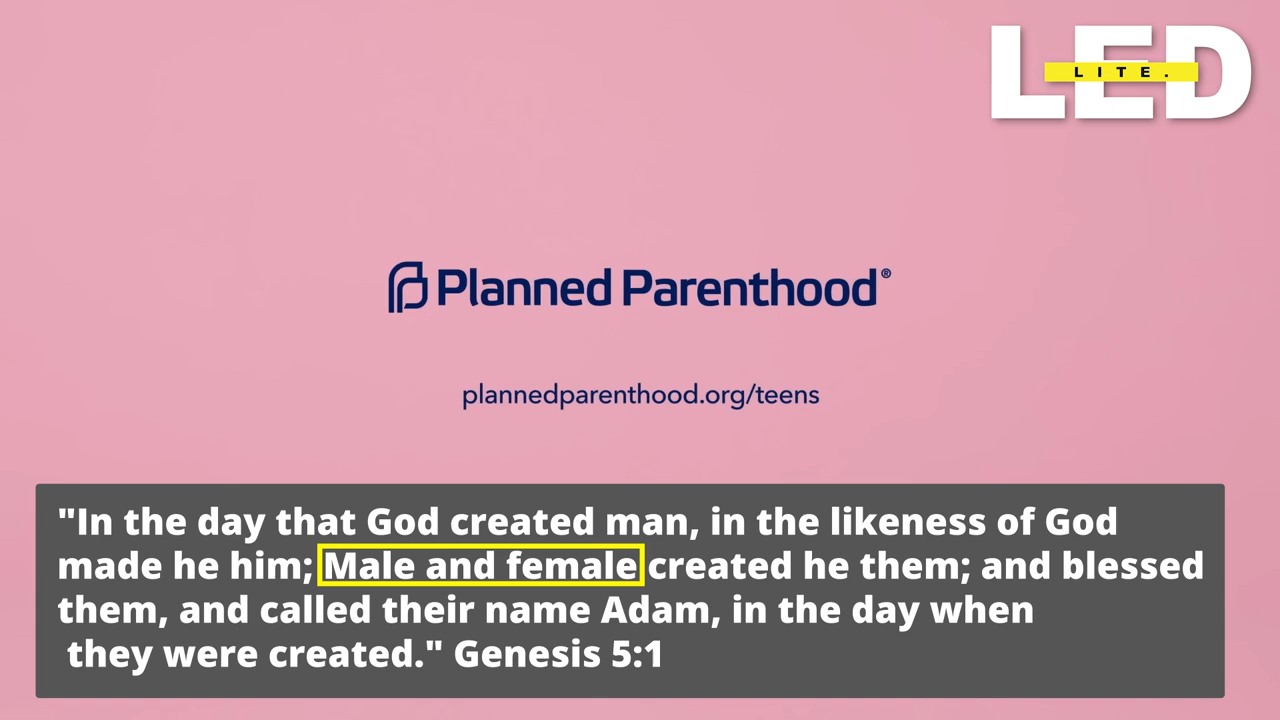 LED
LITE.
Planned Parenthood®
plannedparenthood.org/teens
"In the day that God created man, in the likeness of God
made he him; Male and female created he them; and blessed
them, and called their name Adam, in the day when
they were created." Genesis 5:1